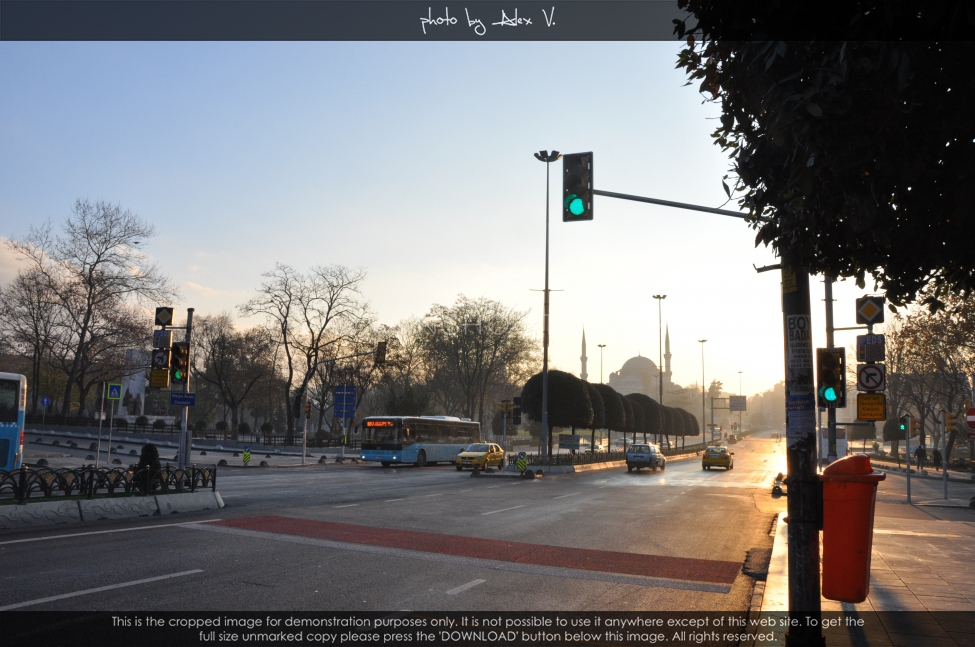 photo by Alex V.
This is the cropped image for demonstration purposes only. It is not possible to use it anywhere except of this web site. To get the
full size unmarked copy please press the 'DOWNLOAD' button below this image. All rights reserved.